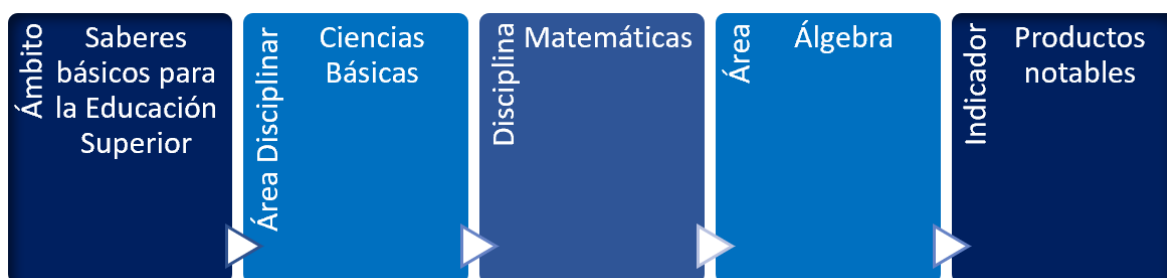 Ámbito
Saberes
básicos para
la Educación
Superior
Área Disciplinar
Ciencias
Básicas
Disciplina
Matemáticas
Área
Álgebra
Indicador
Productos
notables